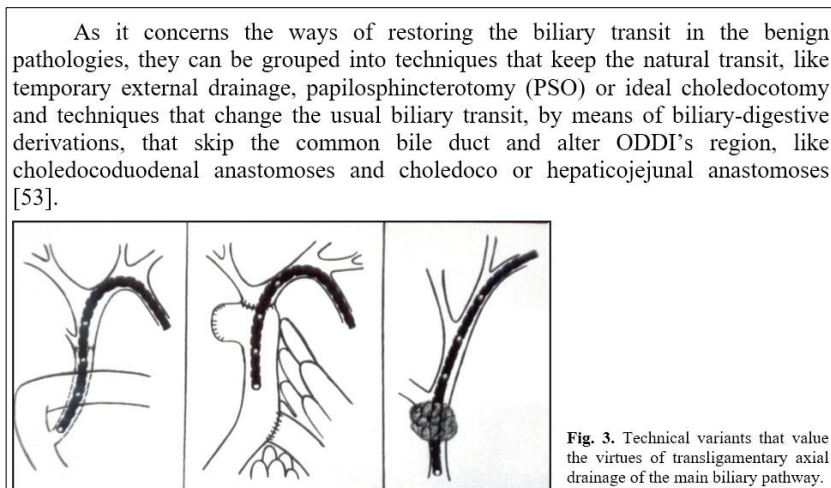 As it concerns the ways of restoring the biliary transit in the benign
pathologies, they can be grouped into techniques that keep the natural transit, like
temporary external drainage, papilosphincterotomy (PSO) or ideal choledocotomy
and techniques that change the usual biliary transit, by means of biliary-digestive
derivations, that skip the common bile duct and alter ODDI’s region, like
choledocoduodenal anastomoses and choledoco or hepaticojejunal anastomoses
[53].
Fig. 3. Technical variants that value
the virtues of transligamentary axial
drainage of the main biliary pathway.